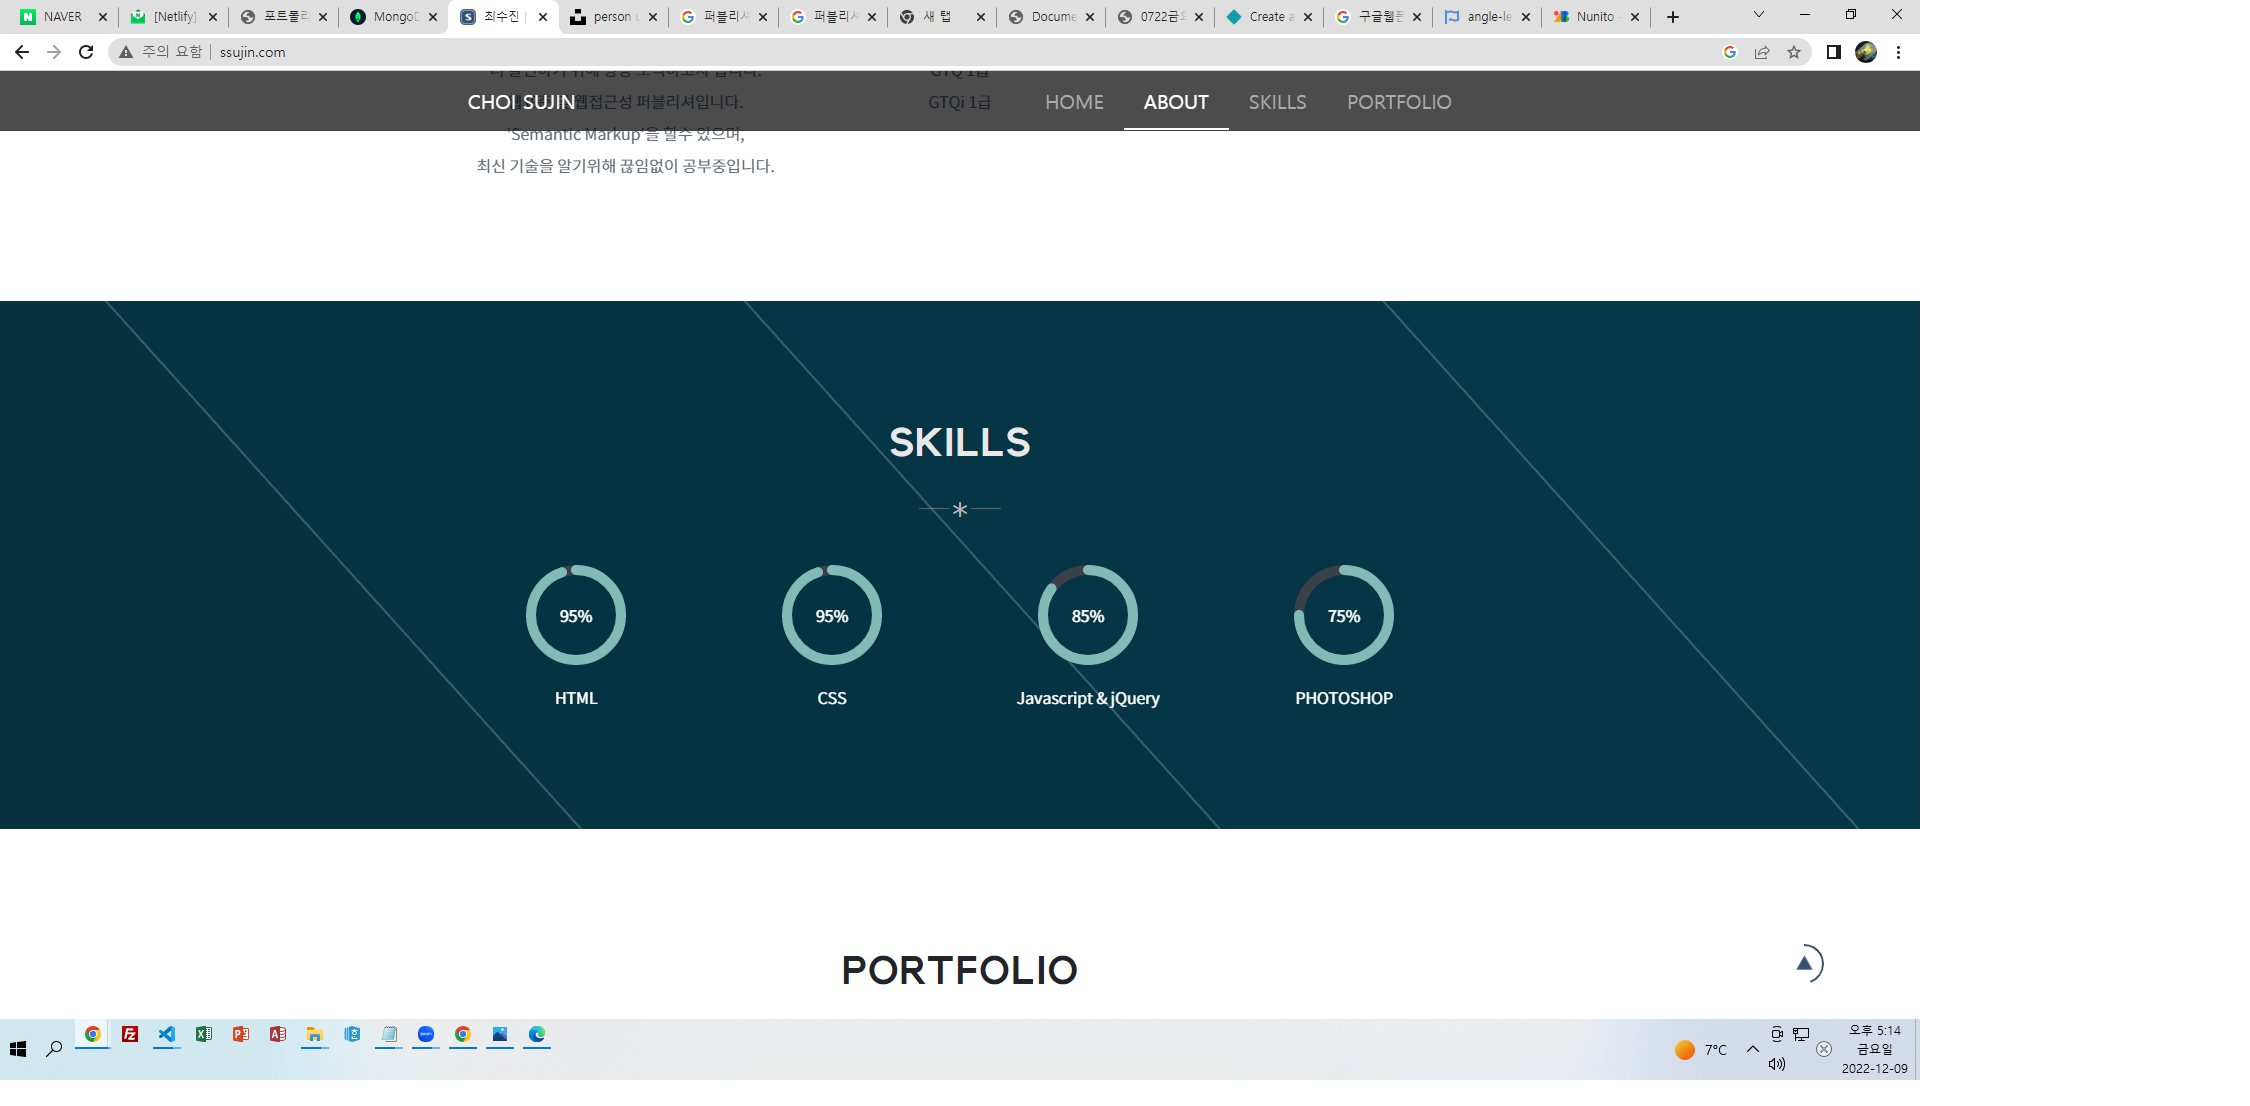 NAVER
[Netlify]
포트폴리
MongoD
최수진 |
person
퍼블리셔
퍼블리셔
새 탭
Docume
0722금
Create a
구글웹폰
angle-le
Nunito -
주의 요함
ssujin.com
GTQ 1급
CHOI SUJIN
웹접근성 퍼블리셔입니다.
GTQi 1급
HOME
ABOUT
SKILLS
PORTFOLIO
'Semantic Markup'을 할수 있으며,
최신 기술을 알기위해 끊임없이 공부중입니다.
SKILLS
*
95%
95%
85%
75%
HTML
CSS
Javascript & jQuery
PHOTOSHOP
PORTFOLIO
7°C
오후 5:14
금요일
2022-12-09